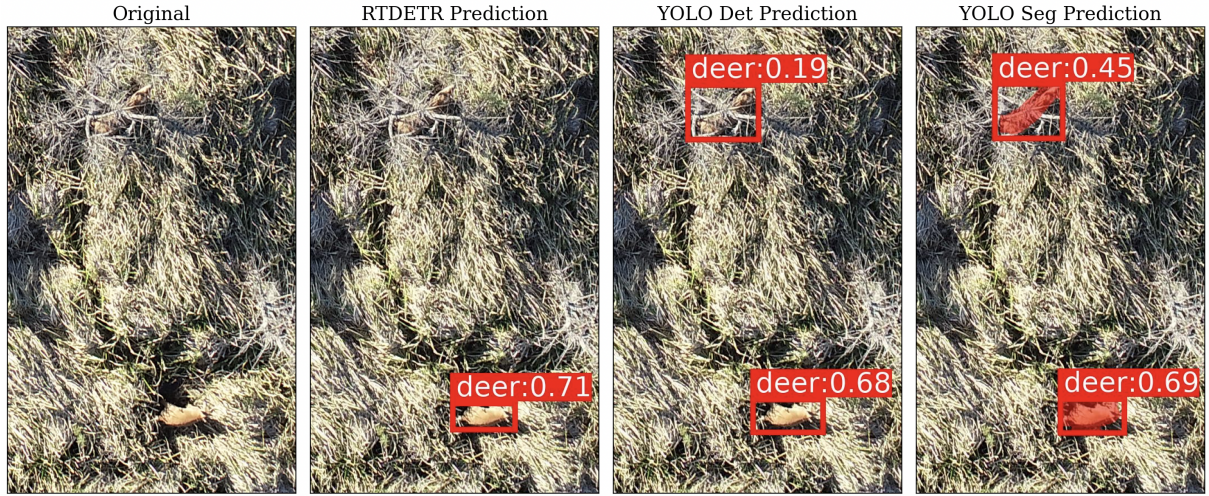 Original
RTDETR Prediction
YOLO Det Prediction
YOLO Seg Prediction
deer:0.19
deer:0.45
deer:0.71
deer:0.68
deer:0.69